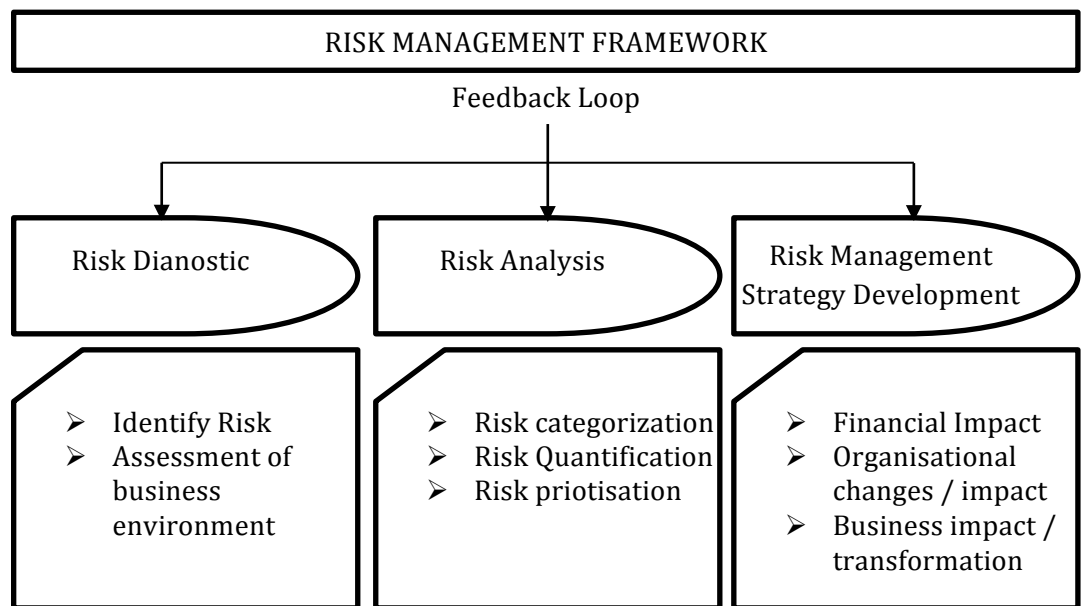 RISK MANAGEMENT FRAMEWORK
Feedback Loop
Risk Dianostic
Risk Analysis
Risk Management
Strategy Development
➢ Identify Risk
➢ Assessment of
business
environment
➢ Risk categorization
➢ Risk Quantification
➢ Risk priotisation
➢ Financial Impact
➢ Organisational
changes / impact
➢ Business impact /
transformation